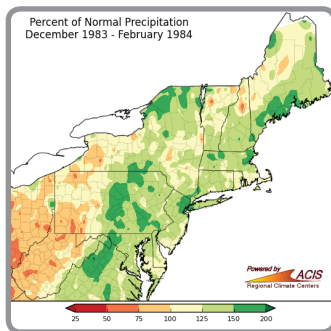 Percent of Normal Precipitation
December 1983 - February 1984
Powered by
ACIS
Regional Climate Centers
25 50 75 100 125 150 200